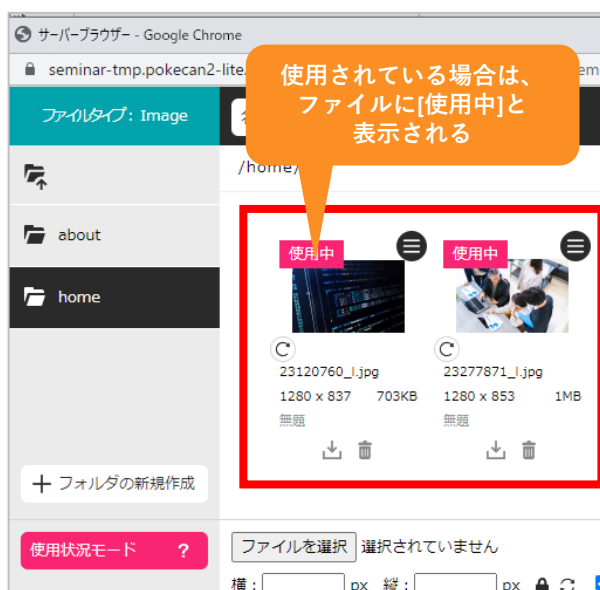 サーバーブラウザー - Google Chrome
seminar-tmp.pokecan2-lite.
使用されている場合は、
ファイルに[使用中]と
表示される
ファイルタイプ: Image
/home/
about
home
使用中
使用中
23120760_l.jpg
23277871_l.jpg
1280 x 837 703KB
1280 x 853 1MB
無題
無題
+ フォルダの新規作成
使用状況モード ?
ファイルを選択 選択されていません
横: px 縦: px